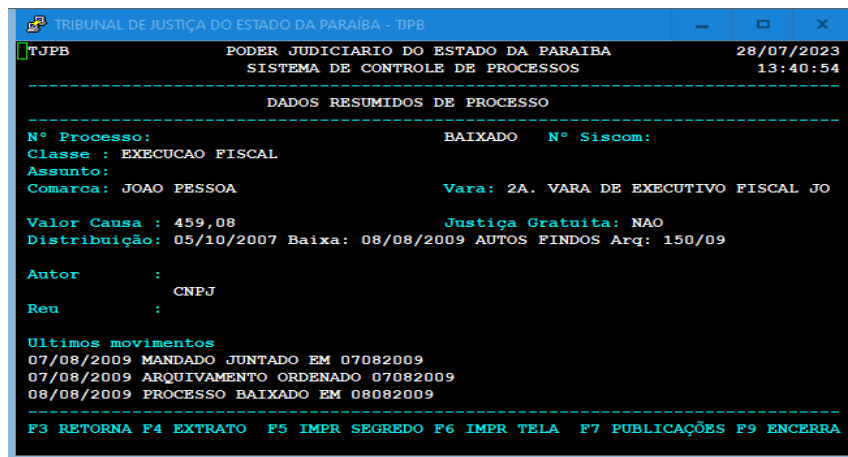 TRIBUNAL DE JUSTIÇA DO ESTADO DA PARAÍBA - TJPB
TJPB PODER JUDICIARIO DO ESTADO DA PARAIBA 28/07/2023
SISTEMA DE CONTROLE DE PROCESSOS 13:40:54
DADOS RESUMIDOS DE PROCESSO
Nº Processo: BAIXADO Nº Siscom:
Classe : EXECUCAO FISCAL
Assunto:
Comarca: JOAO PESSOA Vara: 2A. VARA DE EXECUTIVO FISCAL JO
Valor Causa : 459,08 Justiça Gratuita: NAO
Distribuição: 05/10/2007 Baixa: 08/08/2009 AUTOS FINDOS Arq: 150/09
Autor :
CNPJ
Reu :
Ultimos movimentos
07/08/2009 MANDADO JUNTADO EM 07082009
07/08/2009 ARQUIVAMENTO ORDENADO 07082009
08/08/2009 PROCESSO BAIXADO EM 08082009
F3 RETORNA F4 EXTRATO F5 IMPR SEGREDO F6 IMPR TELA F7 PUBLICAÇÕES F9 ENCERRA